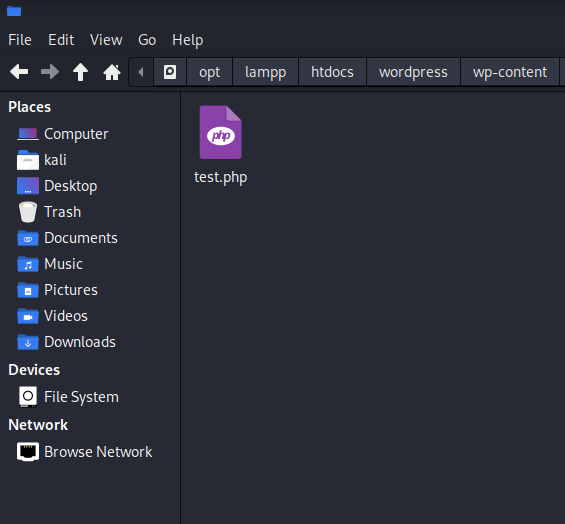 File Edit View Go Help
opt lampp htdocs wordpress wp-content
Places
Computer
kali
Desktop
Trash
Documents
Music
Pictures
Videos
Downloads
Devices
File System
Network
Browse Network
php
test.php